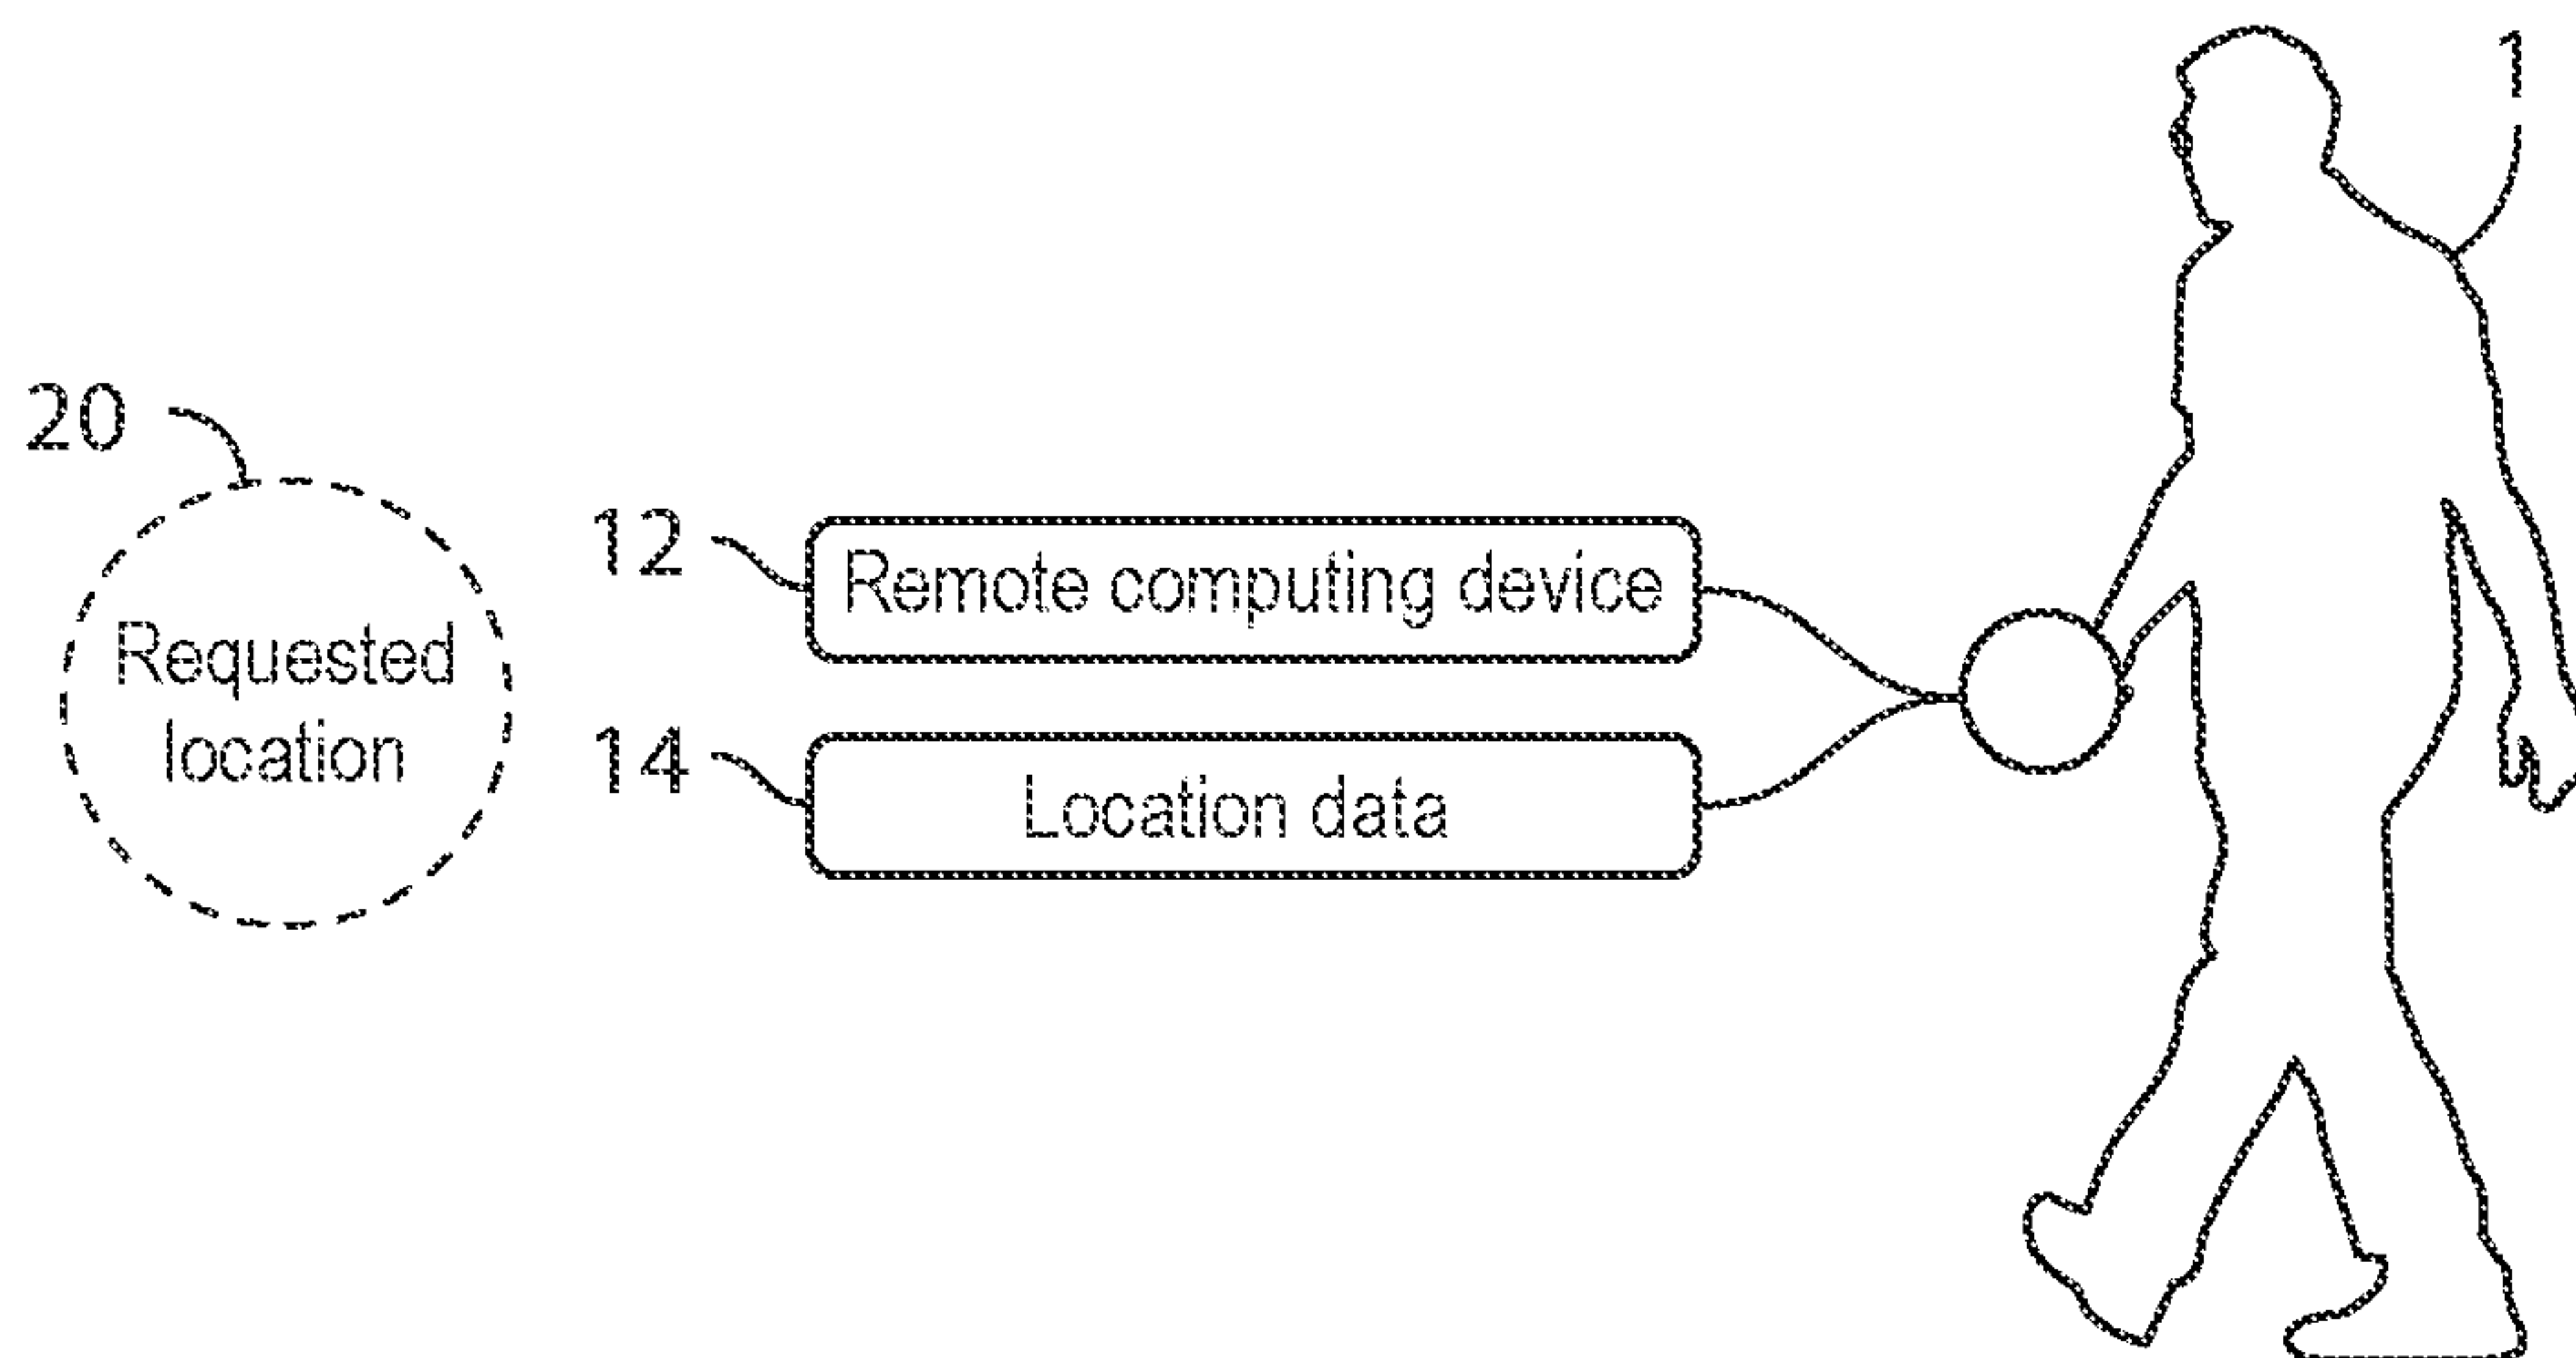 1
20
12
Remote computing device
Requested
location
14
Location data